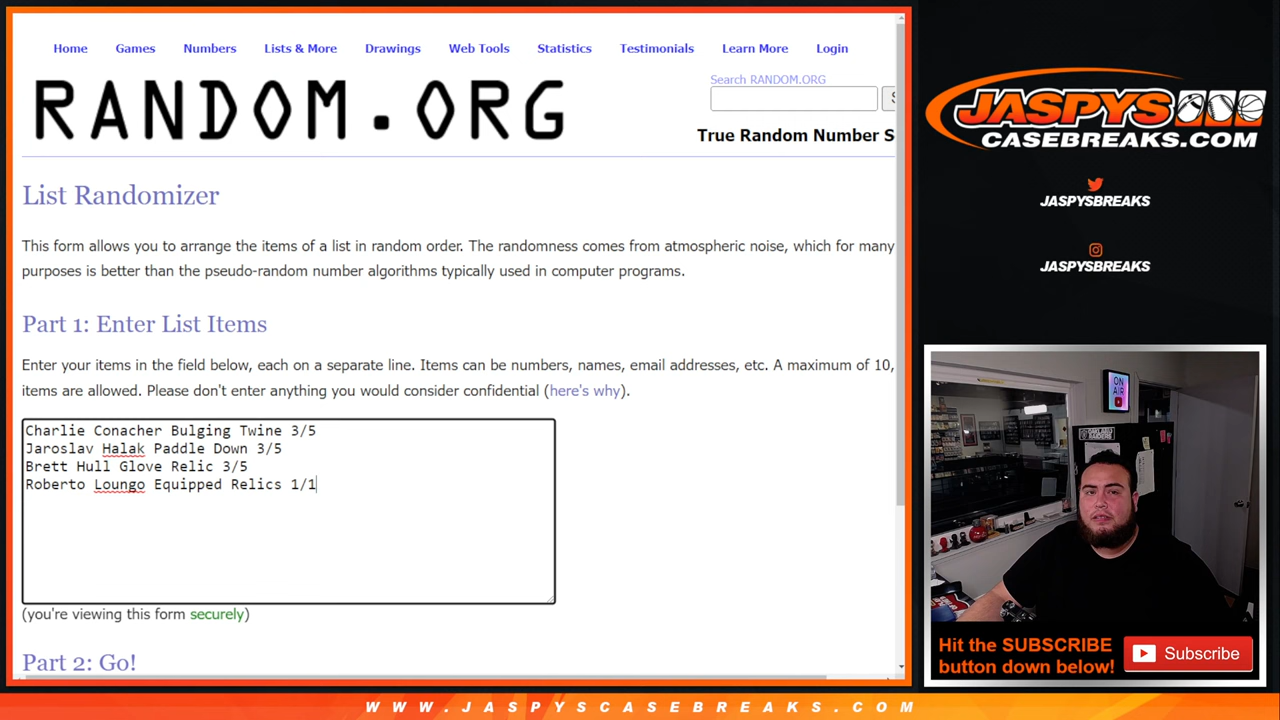 Home Games Numbers Lists & More Drawings Web Tools Statistics Testimonials Learn More Login
RANDOM.ORG
Search RANDOM.ORG
S
True Random Number S
List Randomizer
This form allows you to arrange the items of a list in random order. The randomness comes from atmospheric noise, which for many
purposes is better than the pseudo-random number algorithms typically used in computer programs.
Part 1: Enter List Items
Enter your items in the field below, each on a separate line. Items can be numbers, names, email addresses, etc. A maximum of 10,
items are allowed. Please don't enter anything you would consider confidential (here's why).
Charlie Conacher Bulging Twine 3/5
Jaroslav Halak Paddle Down 3/5
Brett Hull Glove Relic 3/5
Roberto Loungo Equipped Relics 1/1
(you're viewing this form securely)
Part 2: Go!
JASPYS
CASEBREAKS.COM
JASPYSBREAKS
JASPYSBREAKS
ON
AIR
OAKLAND
RAIDERS
Hit the SUBSCRIBE
button down below!
Subscribe
WWW.JASPYSCASEBREAKS.COM